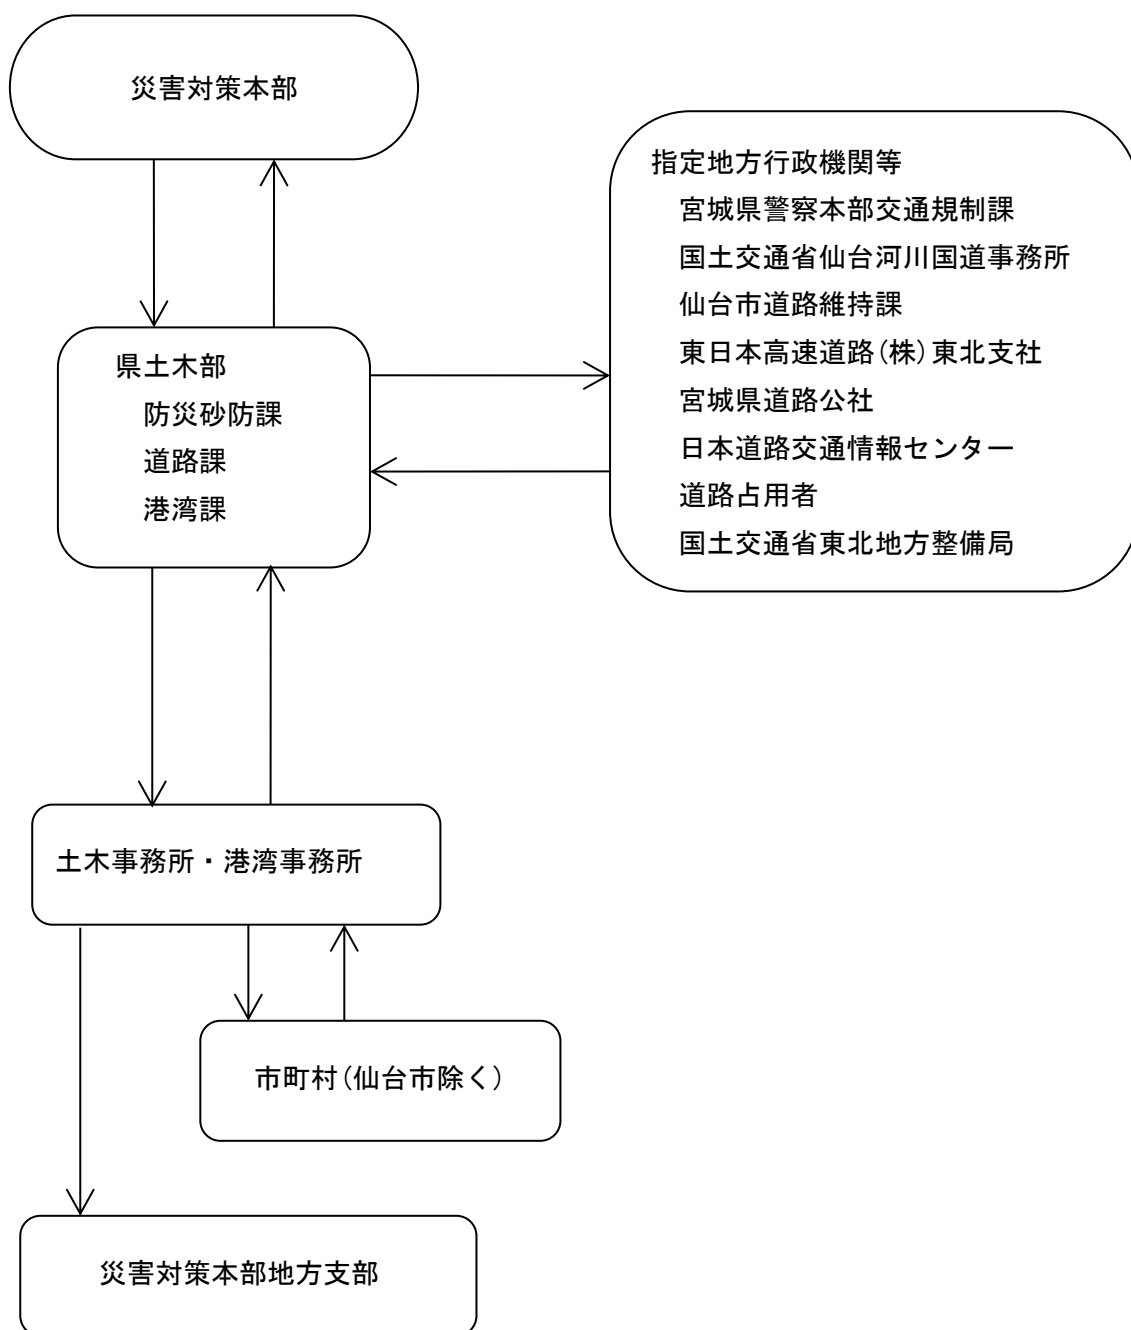 災害対策本部
指定地方行政機関等
宮城県警察本部交通規制課
国土交通省仙台河川国道事務所
仙台市道路維持課
東日本高速道路(株)東北支社
宮城県道路公社
日本道路交通情報センター
道路占用者
国土交通省東北地方整備局
県土木部
防災砂防課
道路課
港湾課
土木事務所・港湾事務所
市町村(仙台市除く)
災害対策本部地方支部